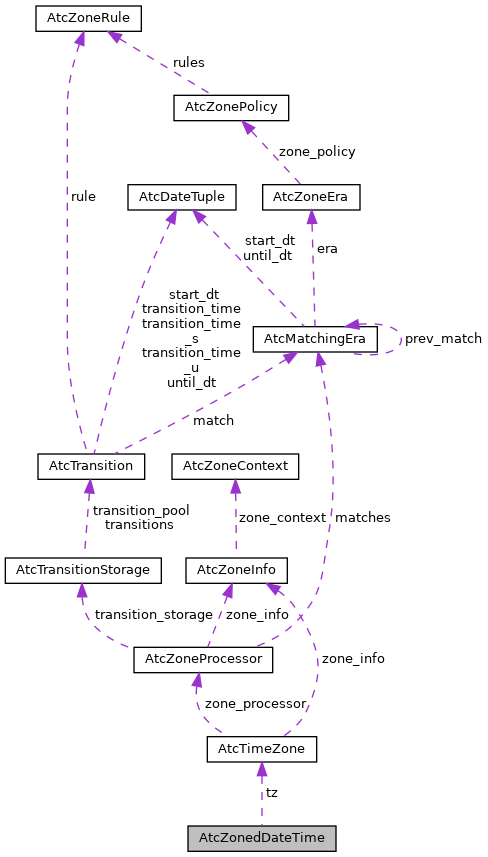 AtcZoneRule
rules
AtcZonePolicy
zone_policy
rule
AtcDateTuple
AtcZoneEra
start_dt
until_dt
era
start_dt
transition_time
transition_time
_s
transition_time
_u
until_dt
AtcMatchingEra
prev_match
match
AtcTransition
AtcZoneContext
transition_pool
transitions
zone_context
matches
AtcTransitionStorage
AtcZoneInfo
transition_storage
zone_info
AtcZoneProcessor
zone_info
zone_processor
AtcTimeZone
tz
AtcZonedDateTime